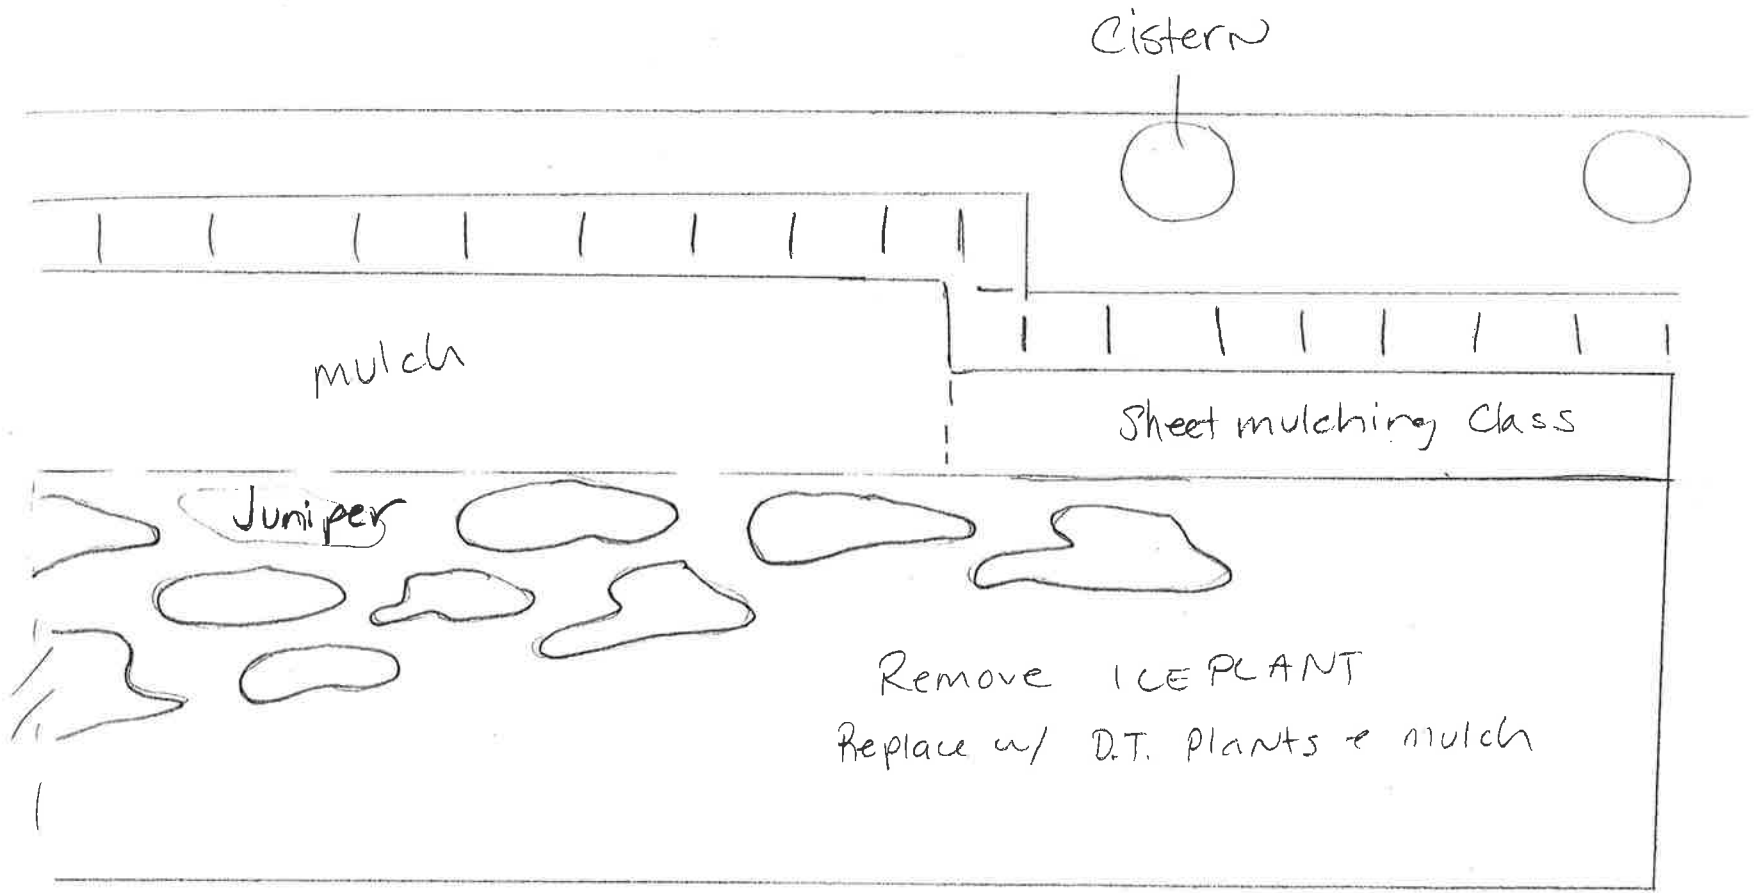 Cistern
mulch
Sheet mulching Class
Juniper
Remove ICEPLANT
Replace w/ D.T. Plants & mulch